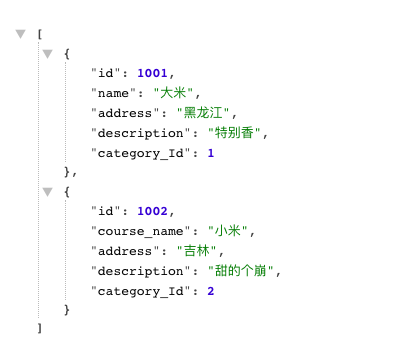 [
{
"id": 1001,
"name": "大米",
"address": "黑龙江",
"description": "特别香",
"category_Id": 1
},
{
"id": 1002,
"course_name": "小米",
"address": "吉林",
"description": "甜的个崩",
"category_Id": 2
}
]